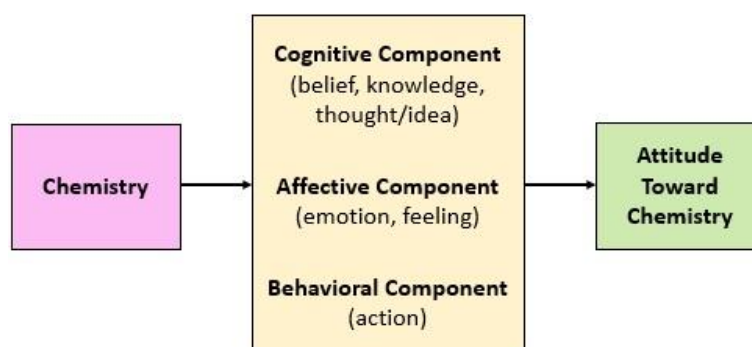 Chemistry
Cognitive Component
(belief, knowledge,
thought/idea)
Affective Component
(emotion, feeling)
Behavioral Component
(action)
Attitude
Toward
Chemistry